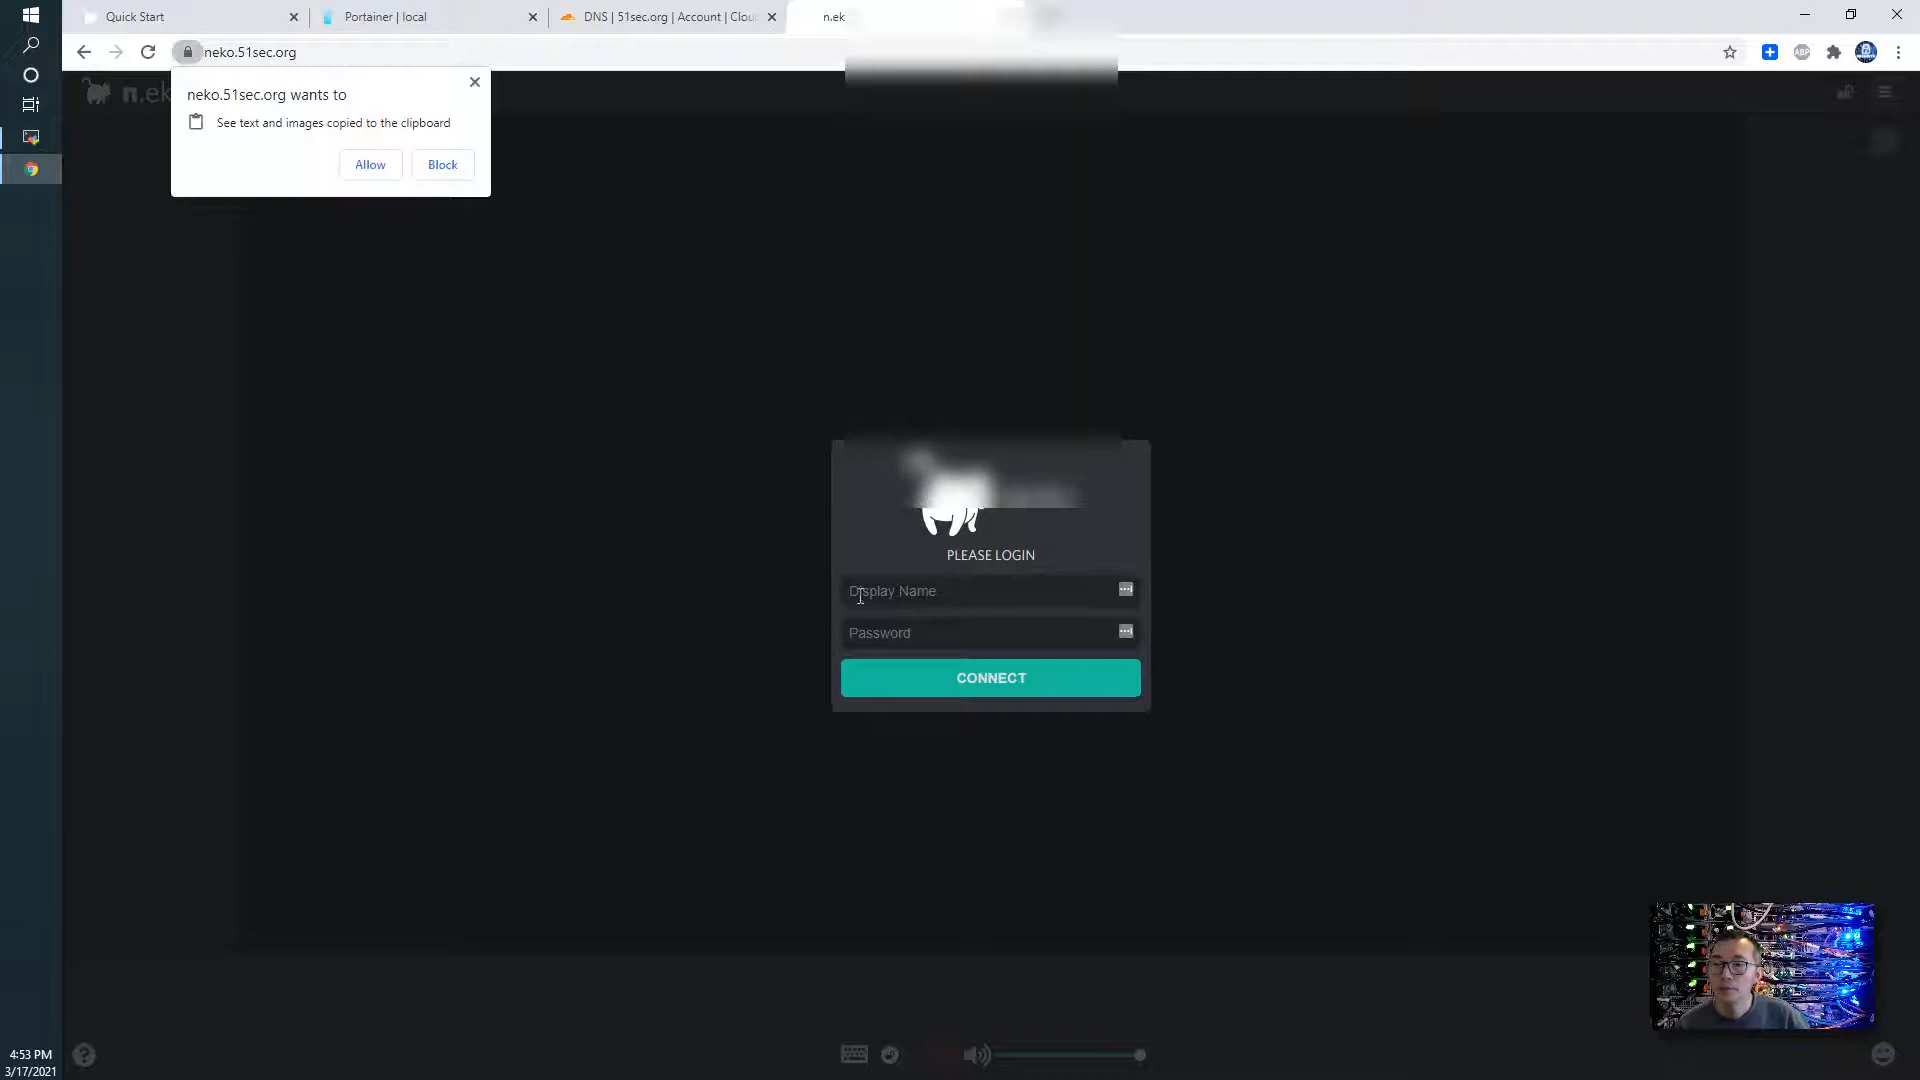 Quick Start
Portainer | local
DNS | 51sec.org | Account | Clou
n.ek
neko.51sec.org
n.ek
neko.51sec.org wants to
See text and images copied to the clipboard
Allow
Block
ABP
PLEASE LOGIN
Display Name
Password
CONNECT
4:53 PM
3/17/2021